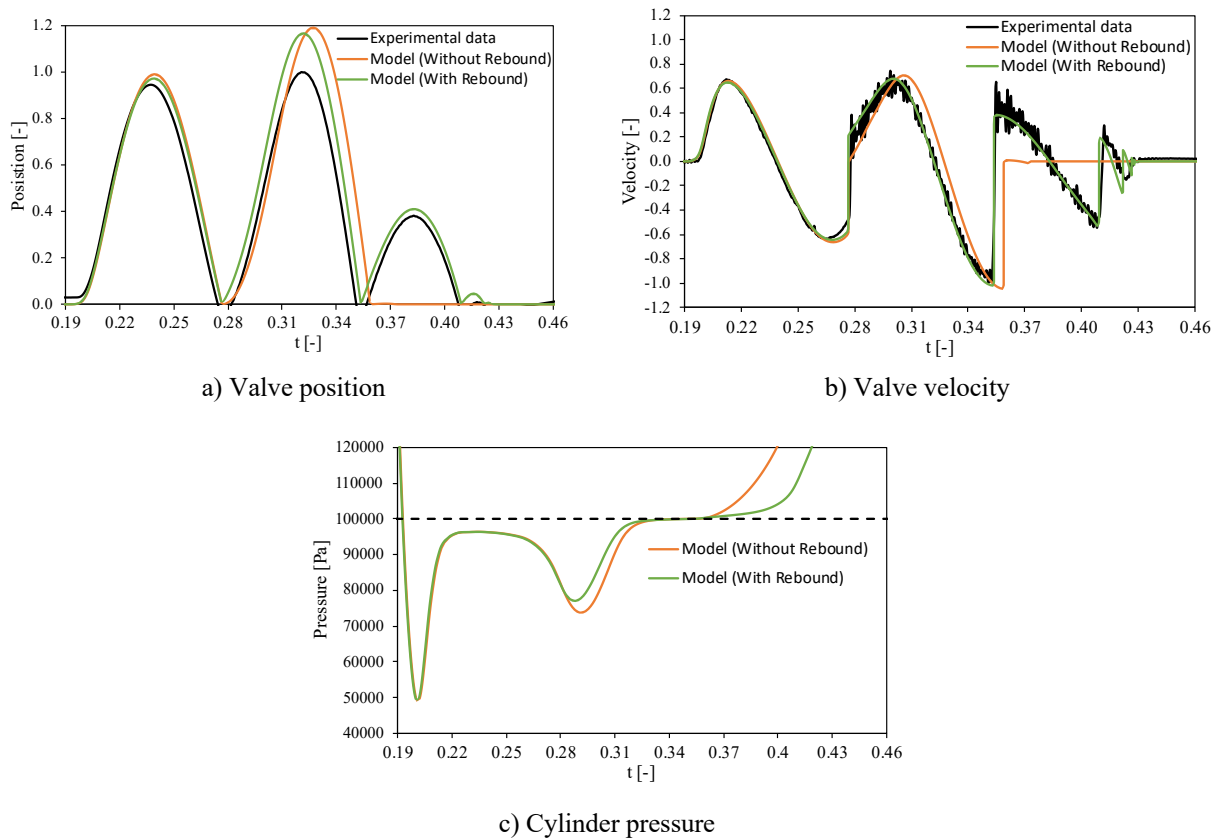 1.2
1.0
0.8
0.6
0.4
0.2
0.0
Posistion [-]
Experimental data
Model (Without Rebound)
Model (With Rebound)
0.19 0.22 0.25 0.28 0.31 0.34 0.37 0.40 0.43 0.46
t [-]
a) Valve position
1.2
1.0
0.8
0.6
0.4
0.2
0.0
-0.2
-0.4
-0.6
-0.8
-1.0
-1.2
Velocity [-]
Experimental data
Model (Without Rebound)
Model (With Rebound)
0.19 0.22 0.25 0.28 0.31 0.34 0.37 0.40 0.43 0.46
t [-]
b) Valve velocity
120000
110000
100000
90000
80000
70000
60000
50000
40000
Pressure [Pa]
Model (Without Rebound)
Model (With Rebound)
0.19 0.22 0.25 0.28 0.31 0.34 0.37 0.4 0.43 0.46
t [-]
c) Cylinder pressure